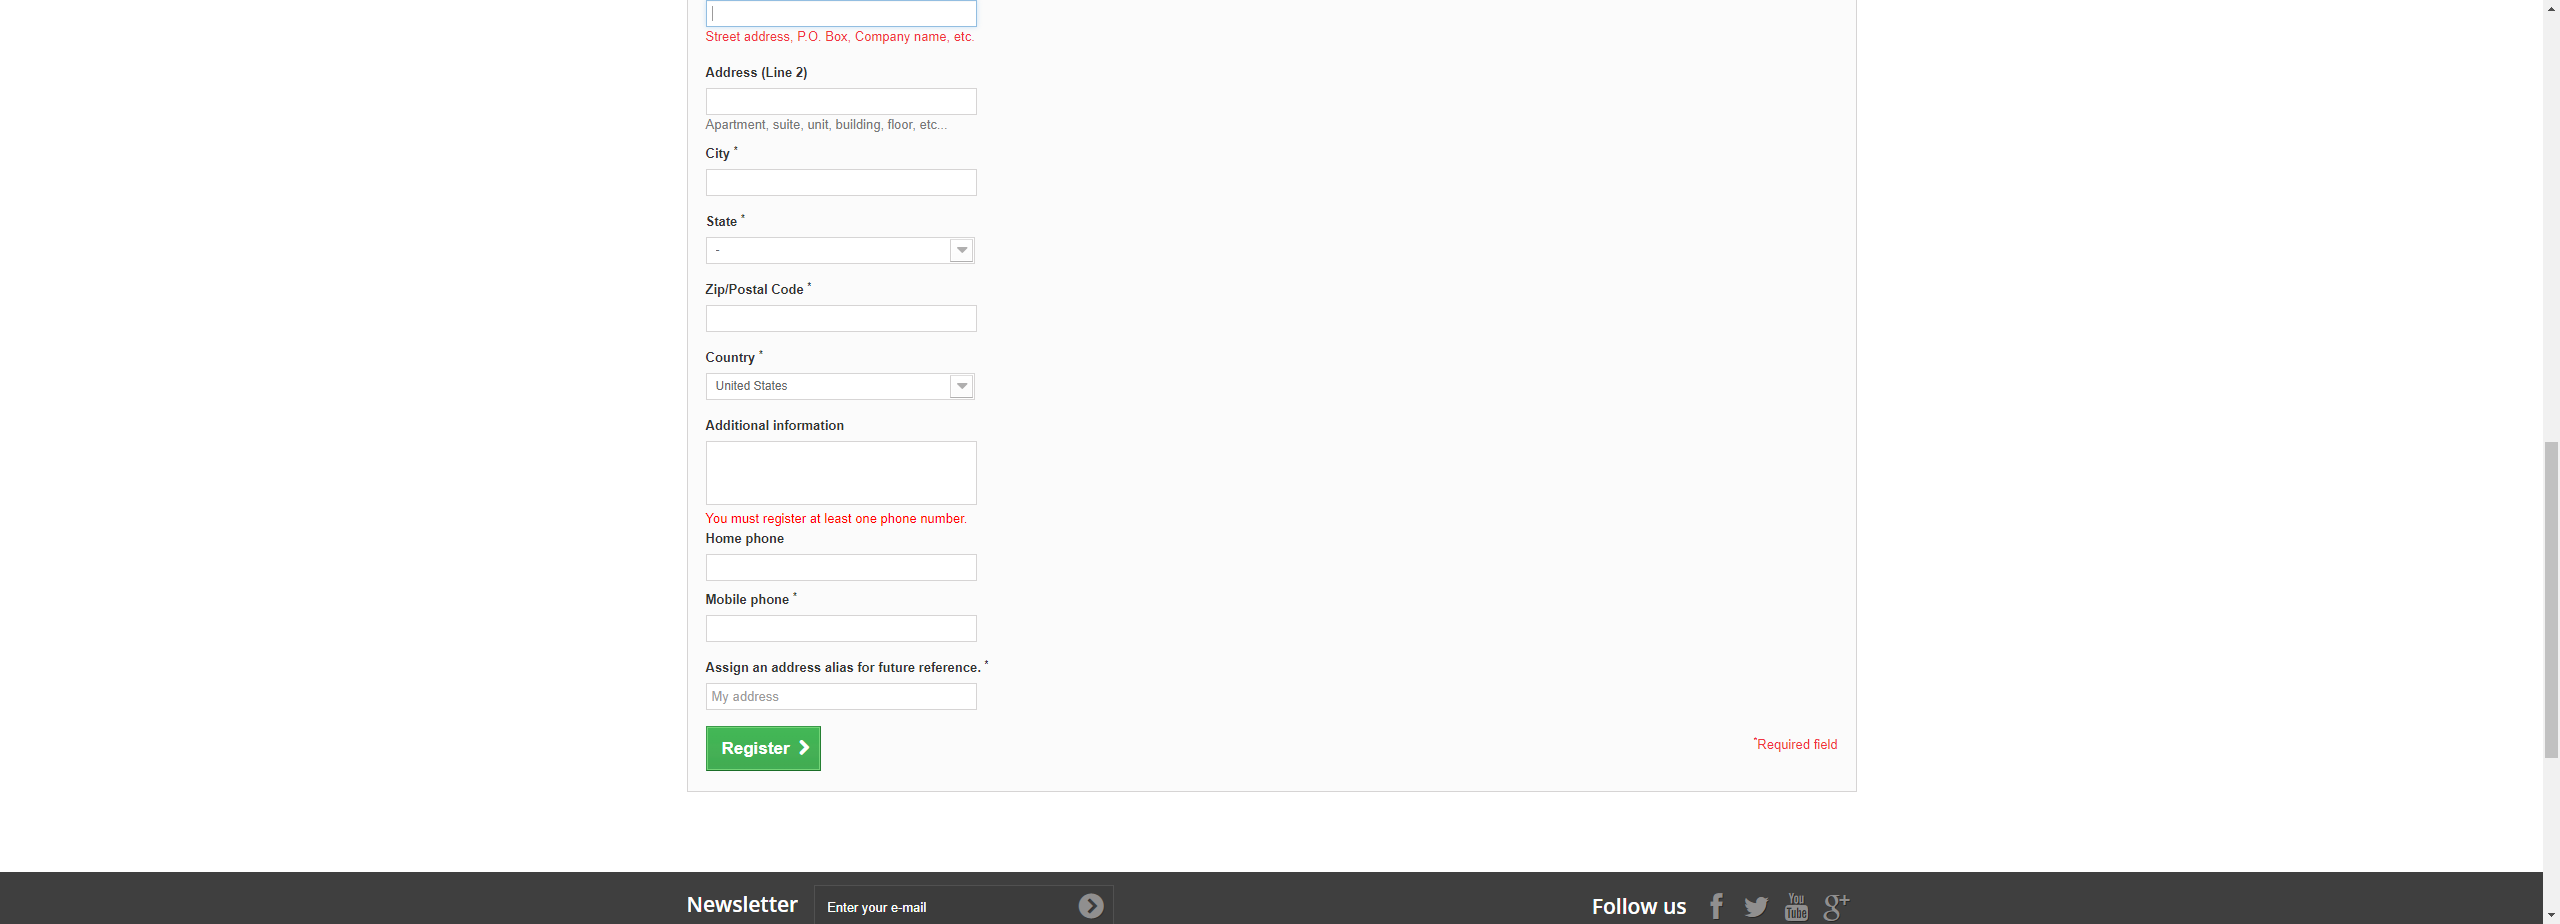 Street address, P.O. Box, Company name, etc.
Address (Line 2)
Apartment, suite, unit, building, floor, etc...
City *
State *
-
Zip/Postal Code *
Country *
United States
Additional information
You must register at least one phone number.
Home phone
Mobile phone *
Assign an address alias for future reference. *
My address
Register
*Required field
Newsletter
Enter your e-mail
Follow us
You Tube
g+